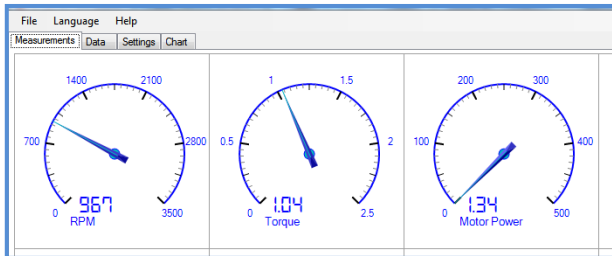 File Language Help
Measurements Data Settings Chart
1400 2100
700 2800
0 967 3500
RPM
1 1.5
0.5 2
0 1.04 2.5
Torque
200 300
100 400
0 1.34 500
Motor Power